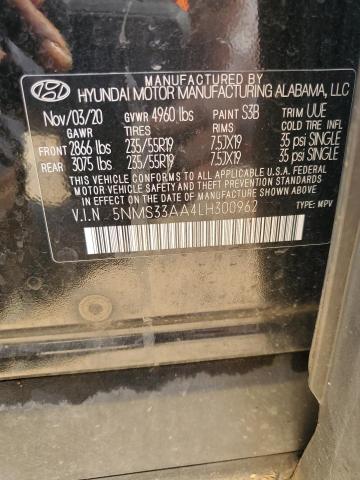 MANUFACTURED BY
HYUNDAI MOTOR MANUFACTURING ALABAMA, LLC
Nov/03/20 GVWR 4960 lbs PAINT S3B TRIM UUE
GAWR TIRES RIMS COLD TIRE INFL
FRONT 2866 lbs 235/55R19 7.5JX19 35 psi SINGLE
REAR 3075 lbs 235/55R19 7.5JX19 35 psi SINGLE
THIS VEHICLE CONFORMS TO ALL APPLICABLE U.S.A. FEDERAL
MOTOR VEHICLE SAFETY, BUMPER, AND THEFT
PREVENTION STANDARDS IN EFFECT ON THE DATE OF
MANUFACTURE SHOWN ABOVE.
V.I.N 5NMS33AA4LH300962
TYPE: MPV